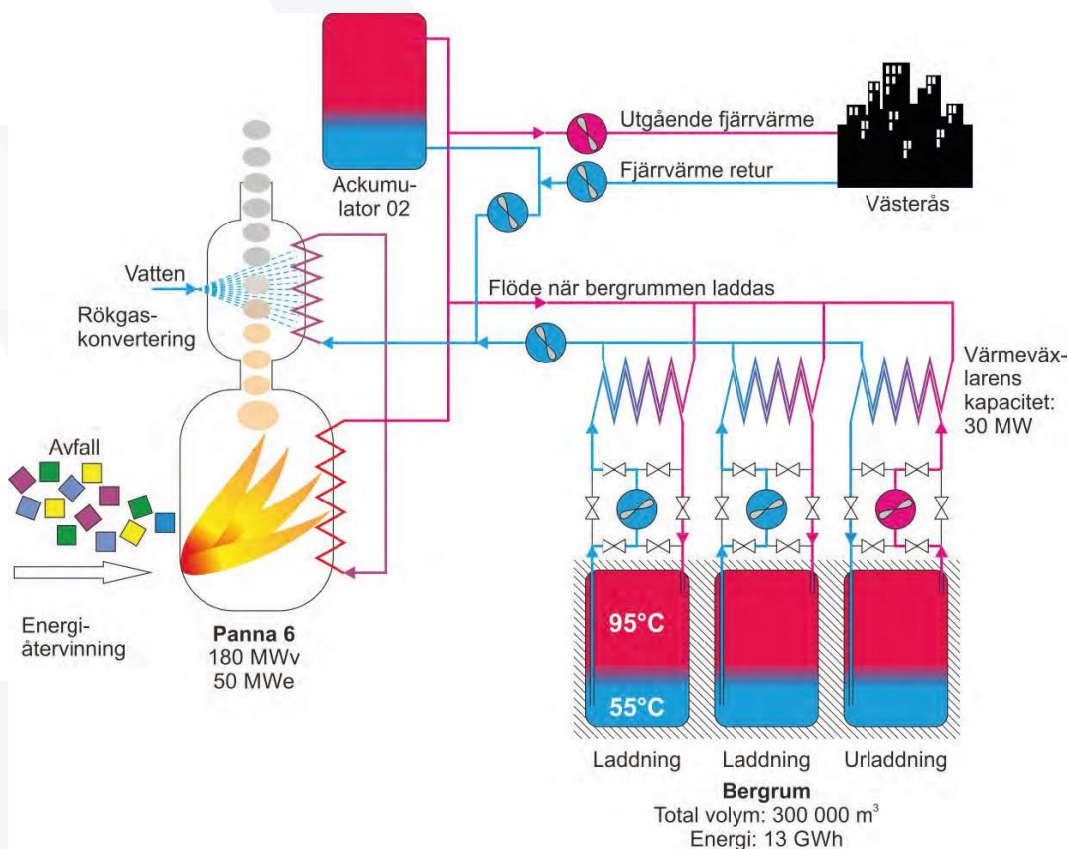 Ackumu-
lator 02
Utgående fjärrvärme
Fjärrvärme retur
Västerås
Vatten
Rökgas-
konvertering
Flöde när bergrummen laddas
Värmeväx-
larens
kapacitet:
30 MW
Avfall
Energi-
återvinning
Panna 6
180 MWv
50 MWe
95°C
55°C
Laddning
Laddning
Urladdning
Bergrum
Total volym: 300 000 m³
Energi: 13 GWh